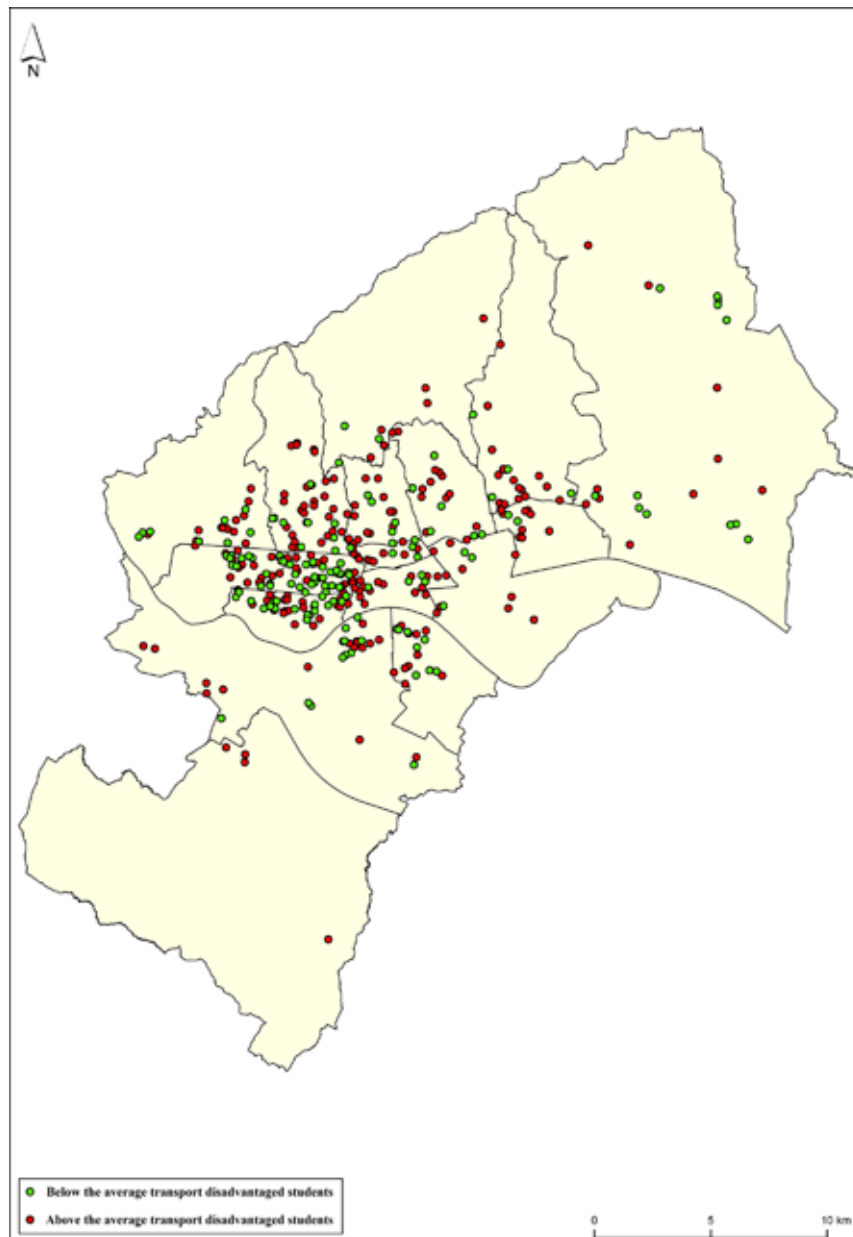 N
Below the average transport disadvantaged students
Above the average transport disadvantaged students
0 5 10 km